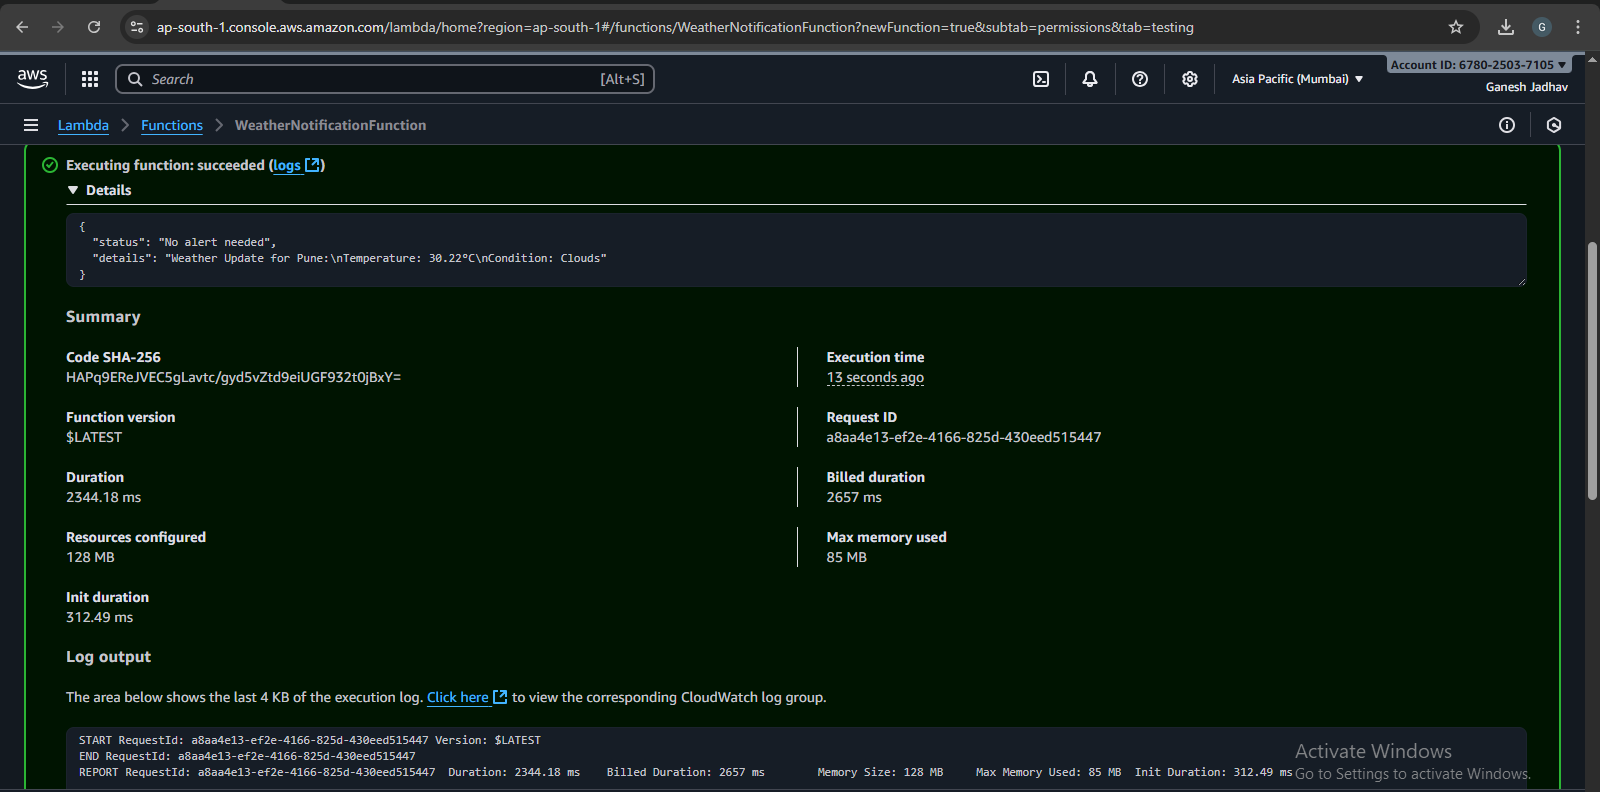 ap-south-1.console.aws.amazon.com/lambda/home?region=ap-south-1#/functions/WeatherNotificationFunction?newFunction=true&subtab=permissions&tab=testing
G
aws
Search [Alt+S]
Asia Pacific (Mumbai)
Account ID: 6780-2503-7105
Ganesh Jadhav
Lambda > Functions > WeatherNotificationFunction
Executing function: succeeded (logs)
Details
{
"status": "No alert needed",
"details": "Weather Update for Pune:\nTemperature: 30.22°C\nCondition: Clouds"
}
Summary
Code SHA-256
HAPq9EReJVEC5gLavtc/gyd5vZtd9eiUGF932t0jBxY=
Execution time
13 seconds ago
Function version
$LATEST
Request ID
a8aa4e13-ef2e-4166-825d-430eed515447
Duration
2344.18 ms
Billed duration
2657 ms
Resources configured
128 MB
Max memory used
85 MB
Init duration
312.49 ms
Log output
The area below shows the last 4 KB of the execution log. Click here to view the corresponding CloudWatch log group.
START RequestId: a8aa4e13-ef2e-4166-825d-430eed515447 Version: $LATEST
END RequestId: a8aa4e13-ef2e-4166-825d-430eed515447
REPORT RequestId: a8aa4e13-ef2e-4166-825d-430eed515447 Duration: 2344.18 ms Billed Duration: 2657 ms Memory Size: 128 MB Max Memory Used: 85 MB Init Duration: 312.49 ms
Activate Windows
Go to Settings to activate Windows.